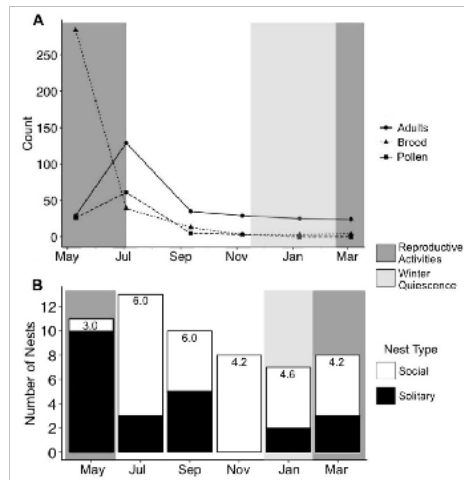 A
300
250
200
150
100
50
0
Count
May Jul Sep Nov Jan Mar
Adults
Brood
Pollen
Reproductive
Activities
Winter
Quiescence
B
12
10
8
6
4
2
0
Number of Nests
3.0 6.0 6.0 4.2 4.6 4.2
May Jul Sep Nov Jan Mar
Nest Type
Social
Solitary